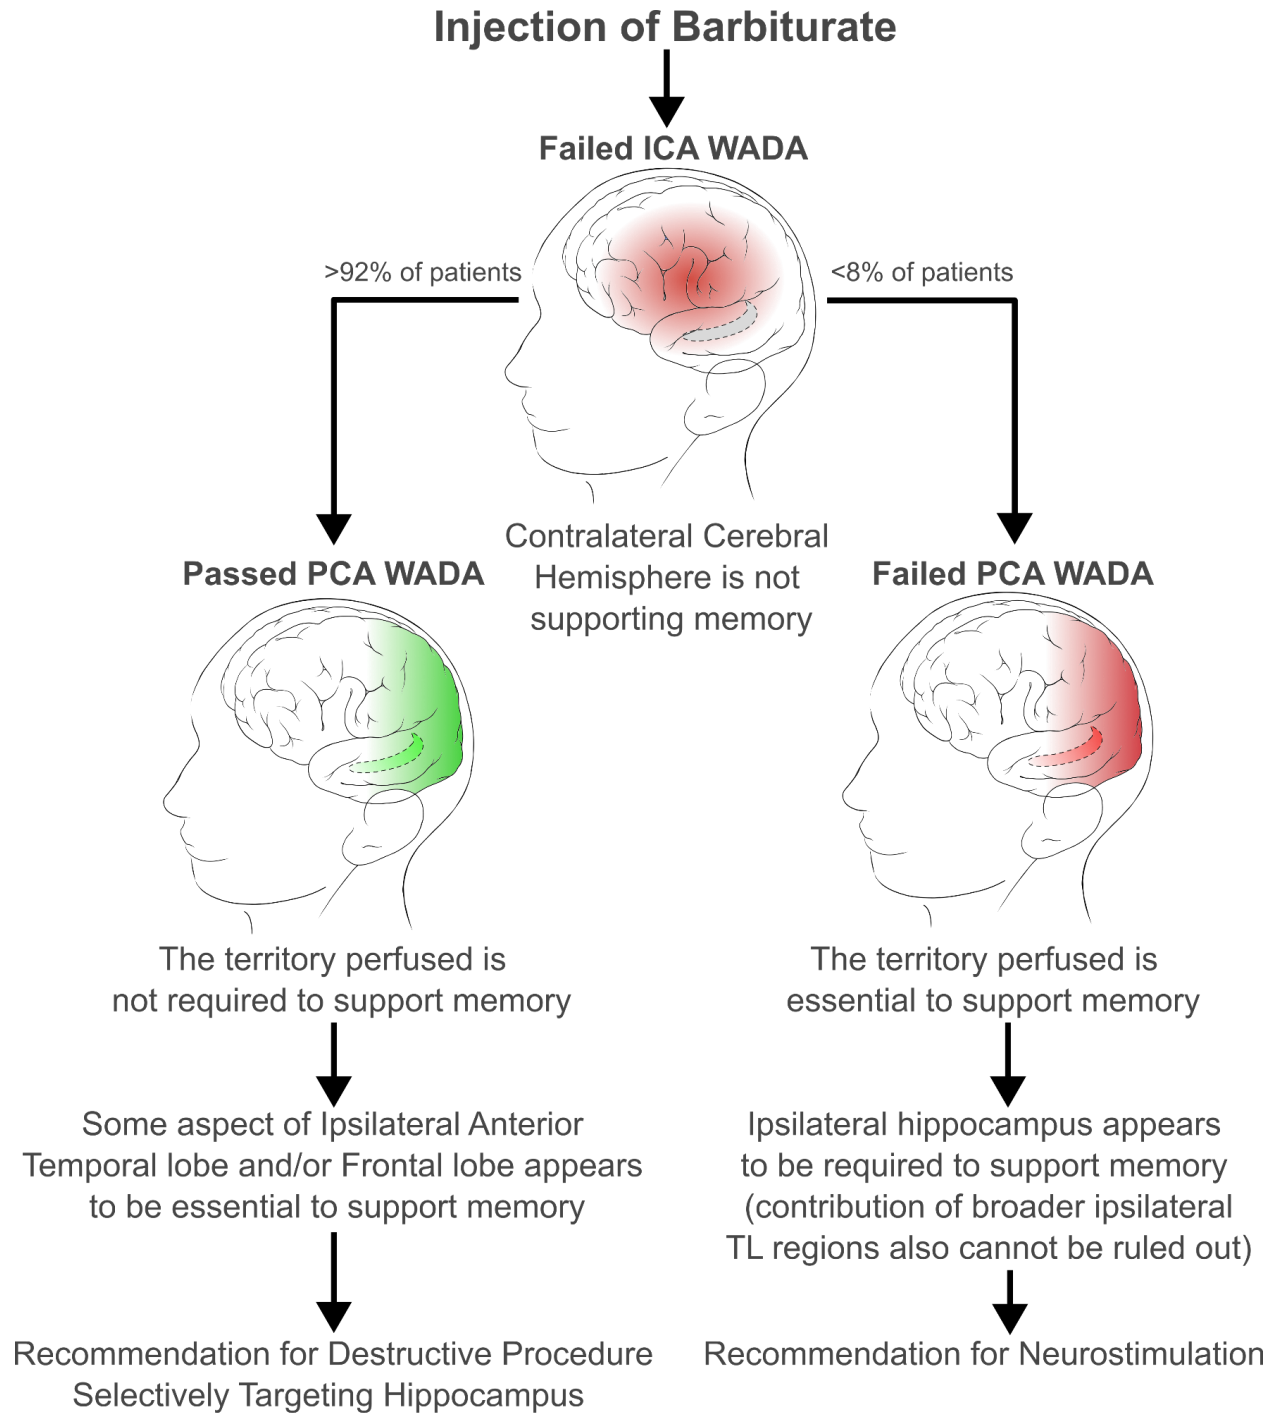 Injection of Barbiturate
Failed ICA WADA
>92% of patients
<8% of patients
Contralateral Cerebral
Hemisphere is not
supporting memory
Passed PCA WADA
The territory perfused is
not required to support memory
Some aspect of Ipsilateral Anterior
Temporal lobe and/or Frontal lobe appears
to be essential to support memory
Recommendation for Destructive Procedure
Selectively Targeting Hippocampus
Failed PCA WADA
The territory perfused is
essential to support memory
Ipsilateral hippocampus appears
to be required to support memory
(contribution of broader ipsilateral
TL regions also cannot be ruled out)
Recommendation for Neurostimulation